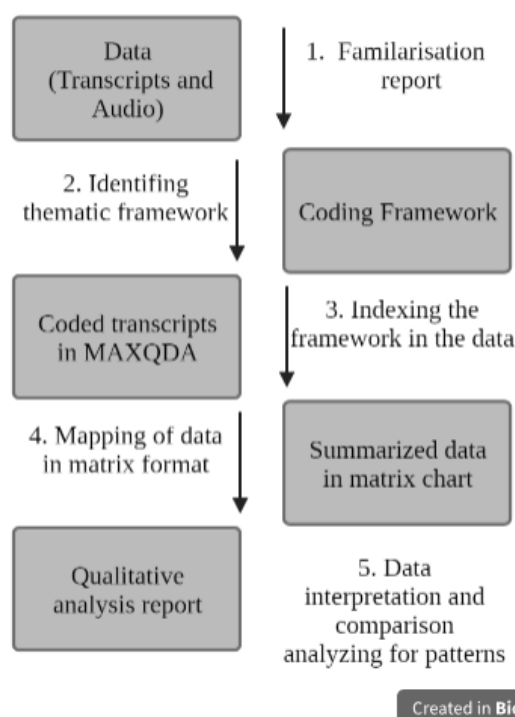 Data
(Transcripts and
Audio)
1. Familarisation
report
2. Identifing
thematic framework
Coding Framework
Coded transcripts
in MAXQDA
3. Indexing the
framework in the data
4. Mapping of data
in matrix format
Summarized data
in matrix chart
Qualitative
analysis report
5. Data
interpretation and
comparison
analyzing for patterns
Created in